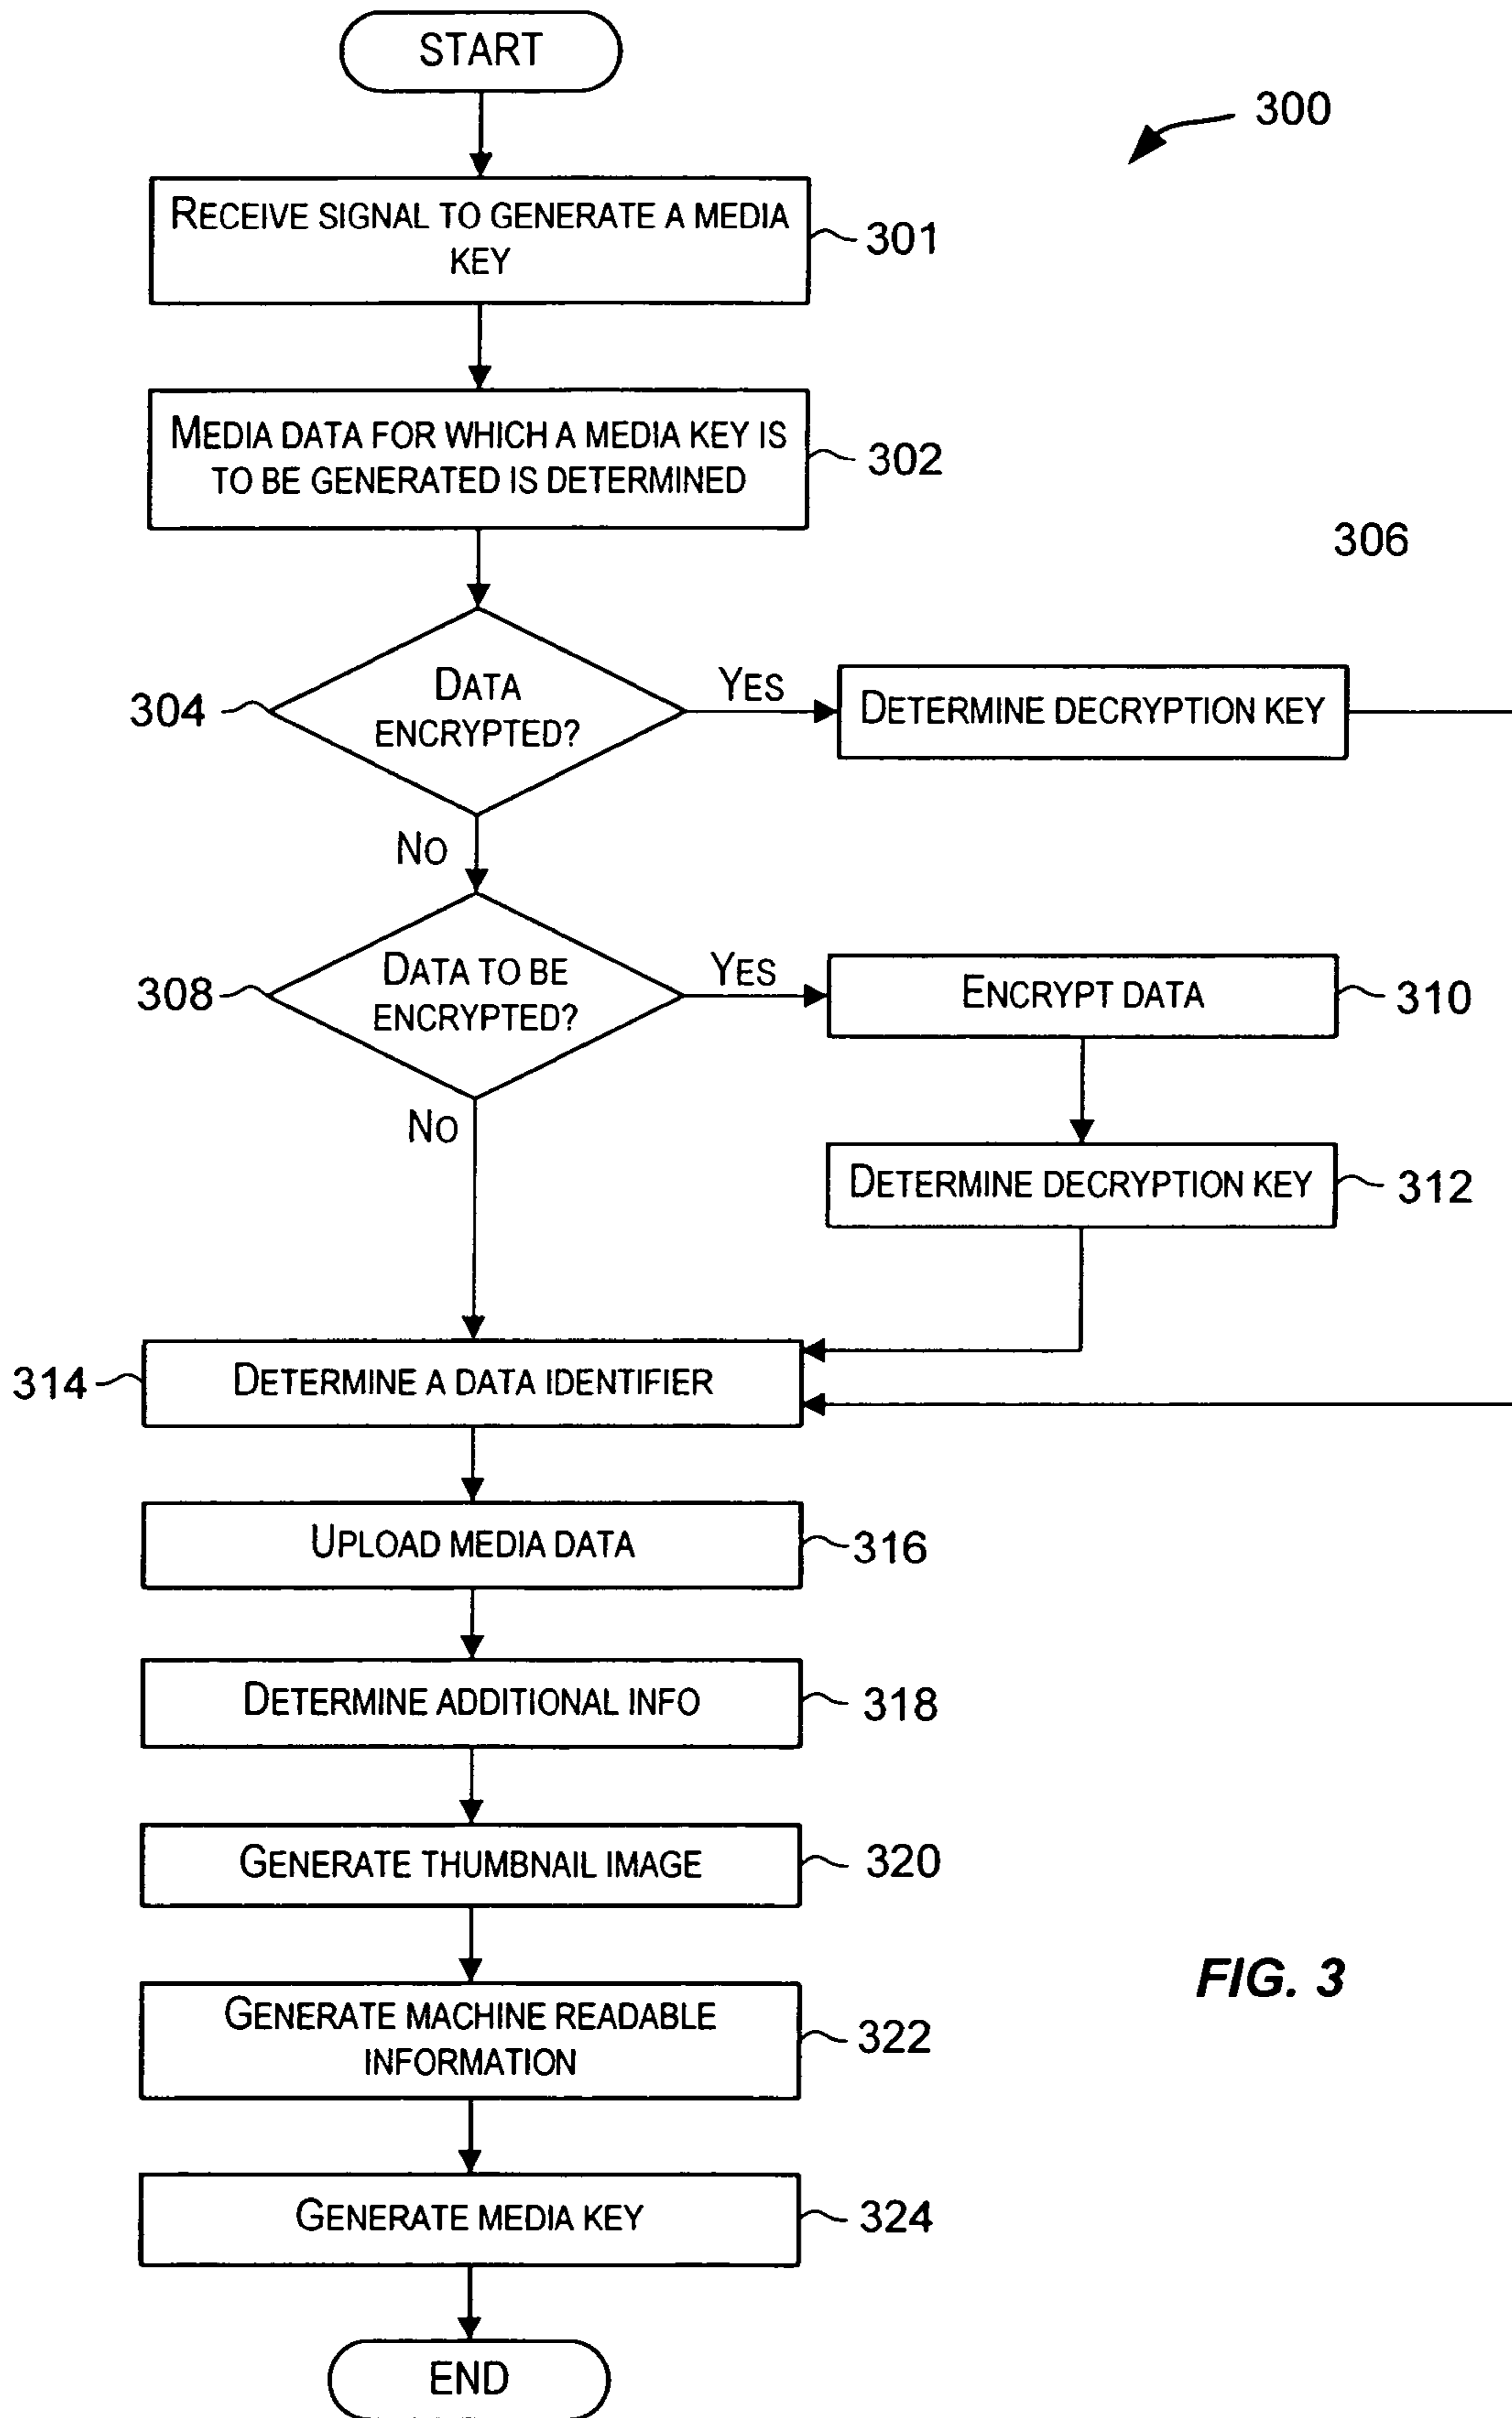 START
300
RECEIVE SIGNAL TO GENERATE A MEDIA
KEY
301
MEDIA DATA FOR WHICH A MEDIA KEY IS
TO BE GENERATED IS DETERMINED
302
306
304
DATA
ENCRYPTED?
YES
DETERMINE DECRYPTION KEY
NO
308
DATA TO BE
ENCRYPTED?
YES
ENCRYPT DATA
310
NO
DETERMINE DECRYPTION KEY
312
314
DETERMINE A DATA IDENTIFIER
UPLOAD MEDIA DATA
316
DETERMINE ADDITIONAL INFO
318
GENERATE THUMBNAIL IMAGE
320
GENERATE MACHINE READABLE
INFORMATION
322
FIG. 3
GENERATE MEDIA KEY
324
END